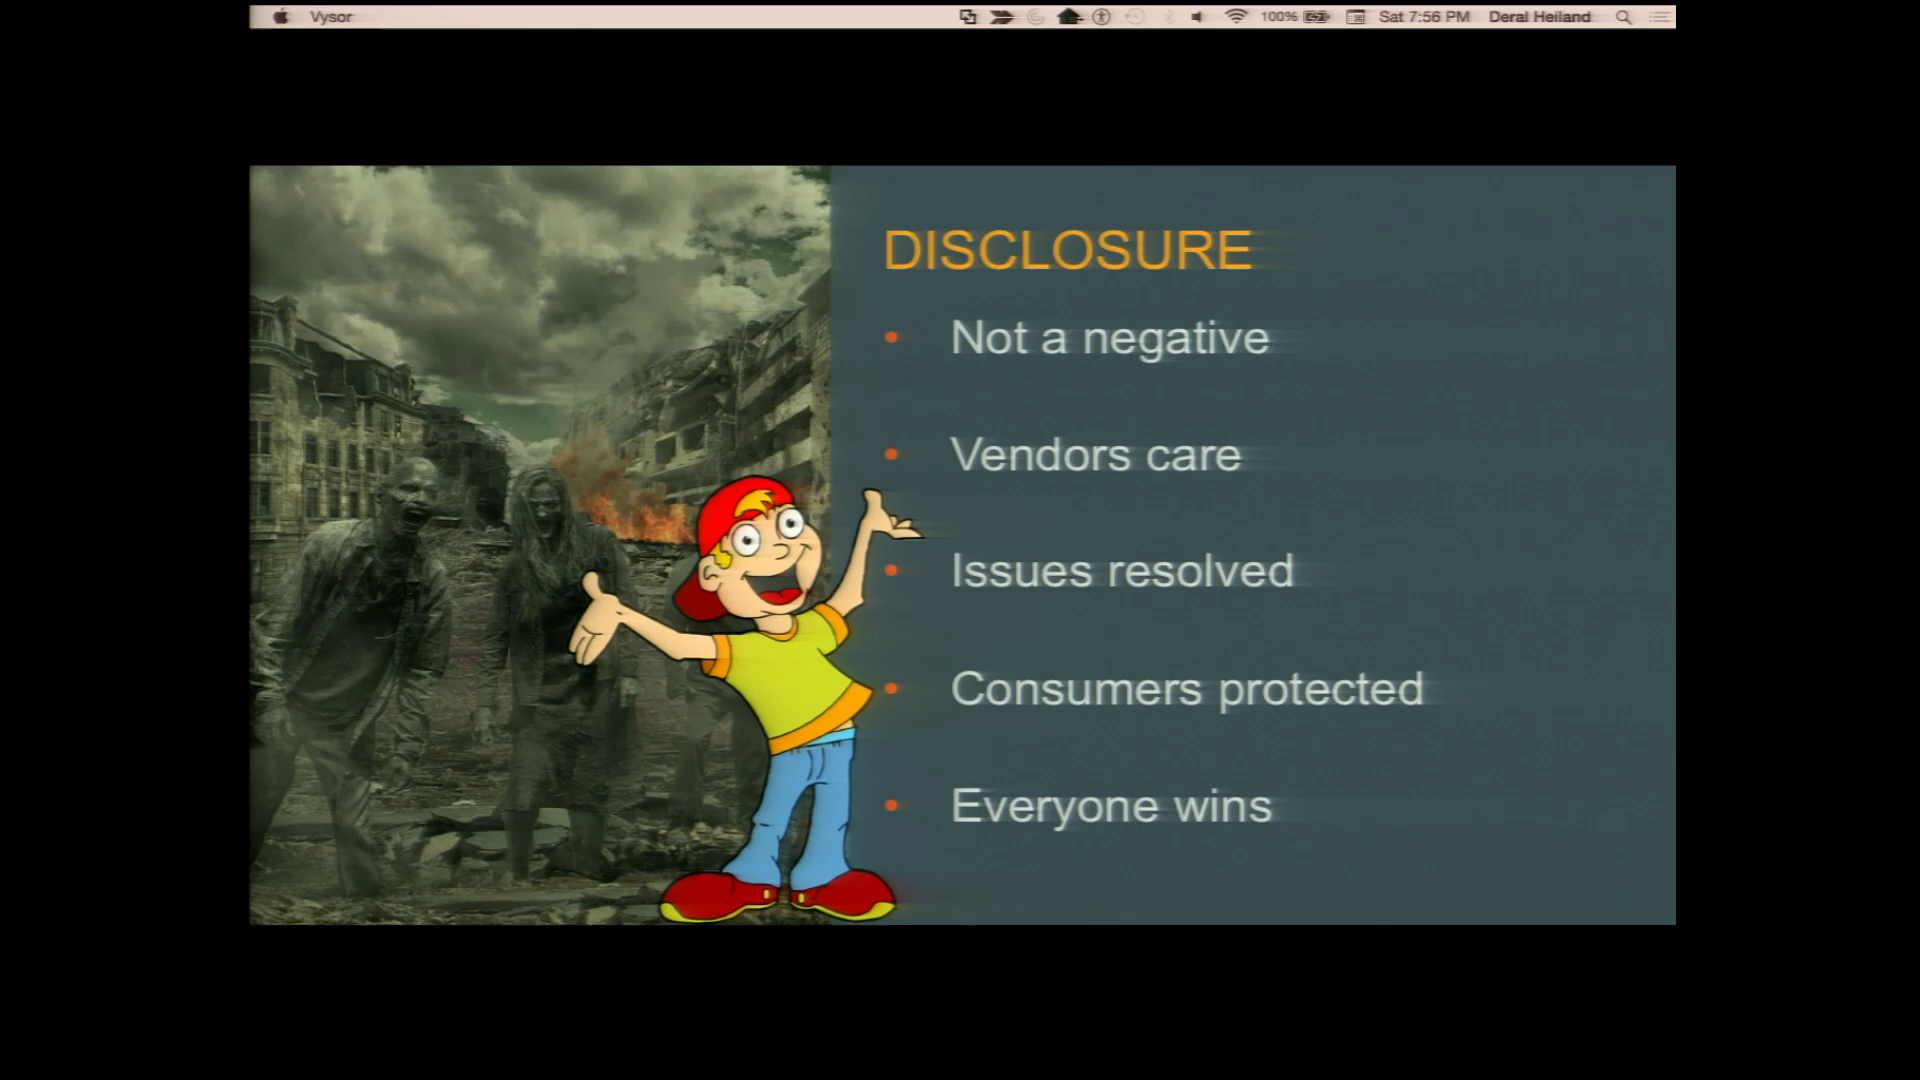 Vysor 100% Sat 7:56 PM Deral Heiland
DISCLOSURE
• Not a negative
• Vendors care
• Issues resolved
• Consumers protected
• Everyone wins